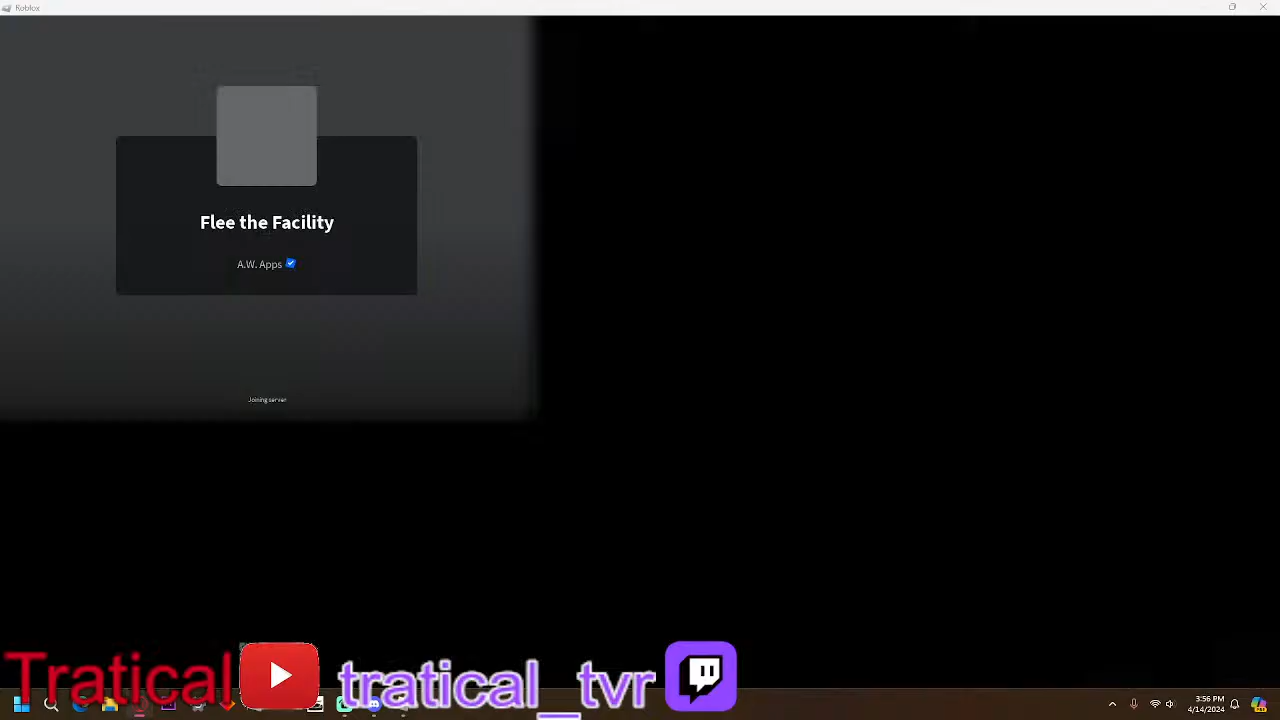 Roblox
Flee the Facility
A.W. Apps
Joining server
Tratical
tratical_tvr
3:56 PM
4/14/2024